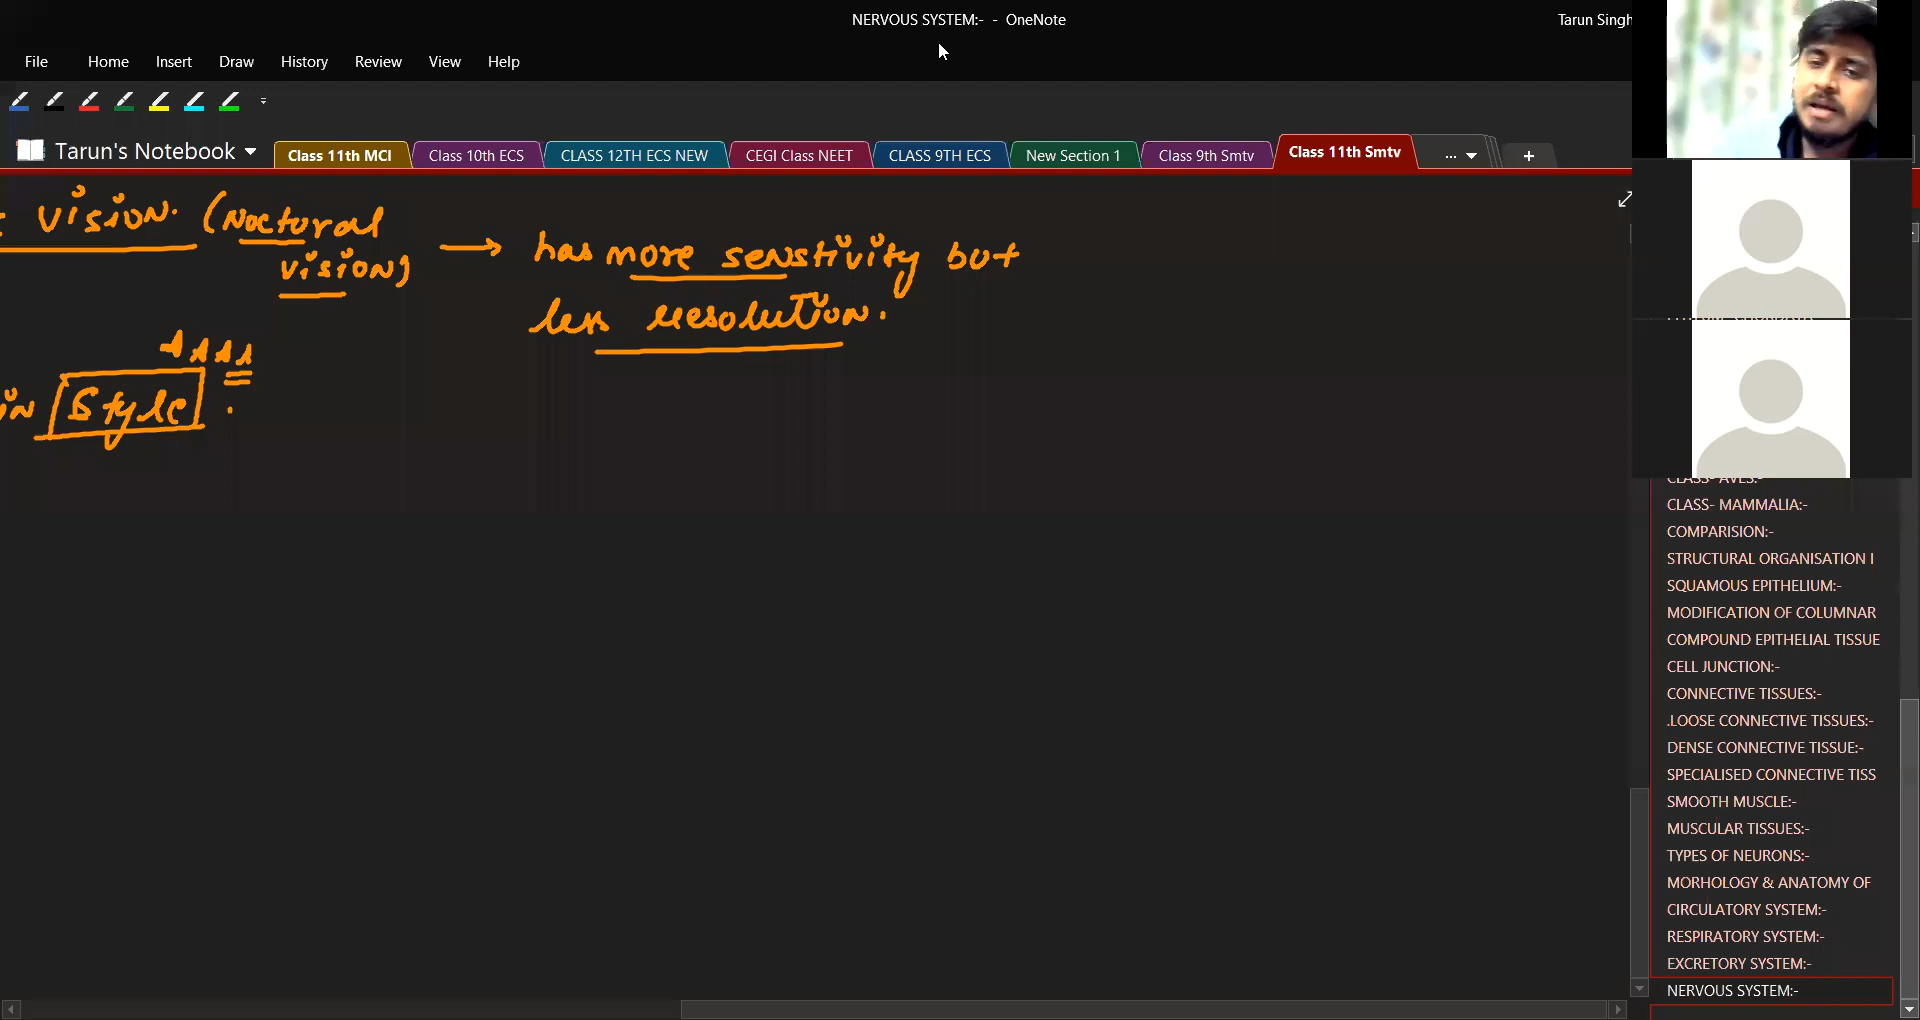 NERVOUS SYSTEM:- - OneNote
Tarun Singh
File Home Insert Draw History Review View Help
Tarun's Notebook
Class 11th MCI
Class 10th ECS
CLASS 12TH ECS NEW
CEGI Class NEET
CLASS 9TH ECS
New Section 1
Class 9th Smtv
Class 11th Smtv
...
+
vision. (Noctural
vision)
has more senstivity but
less resolution.
in Style .
CLASS- AVES:-
CLASS- MAMMALIA:-
COMPARISION:-
STRUCTURAL ORGANISATION I
SQUAMOUS EPITHELIUM:-
MODIFICATION OF COLUMNAR
COMPOUND EPITHELIAL TISSUE
CELL JUNCTION:-
CONNECTIVE TISSUES:-
.LOOSE CONNECTIVE TISSUES:-
DENSE CONNECTIVE TISSUE:-
SPECIALISED CONNECTIVE TISS
SMOOTH MUSCLE:-
MUSCULAR TISSUES:-
TYPES OF NEURONS:-
MORHOLOGY & ANATOMY OF
CIRCULATORY SYSTEM:-
RESPIRATORY SYSTEM:-
EXCRETORY SYSTEM:-
NERVOUS SYSTEM:-